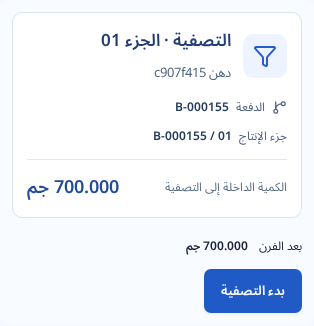 التصفية · الجزء 01
دهن c907f415
الدفعة B-000155
جزء الإنتاج B-000155 / 01
الكمية الداخلة إلى التصفية 700.000 جم
بعد الفرن 700.000 جم
بدء التصفية